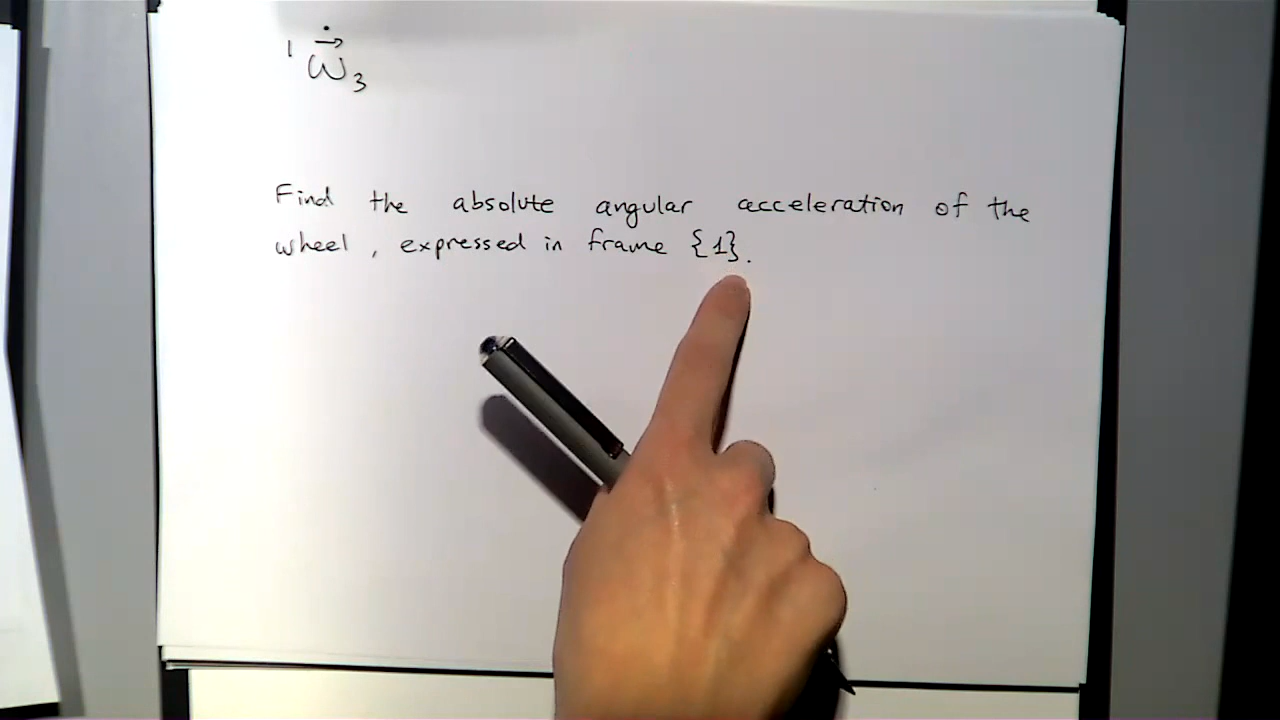 ¹ω⃗̇₃
Find the absolute angular acceleration of the
wheel, expressed in frame {1}.